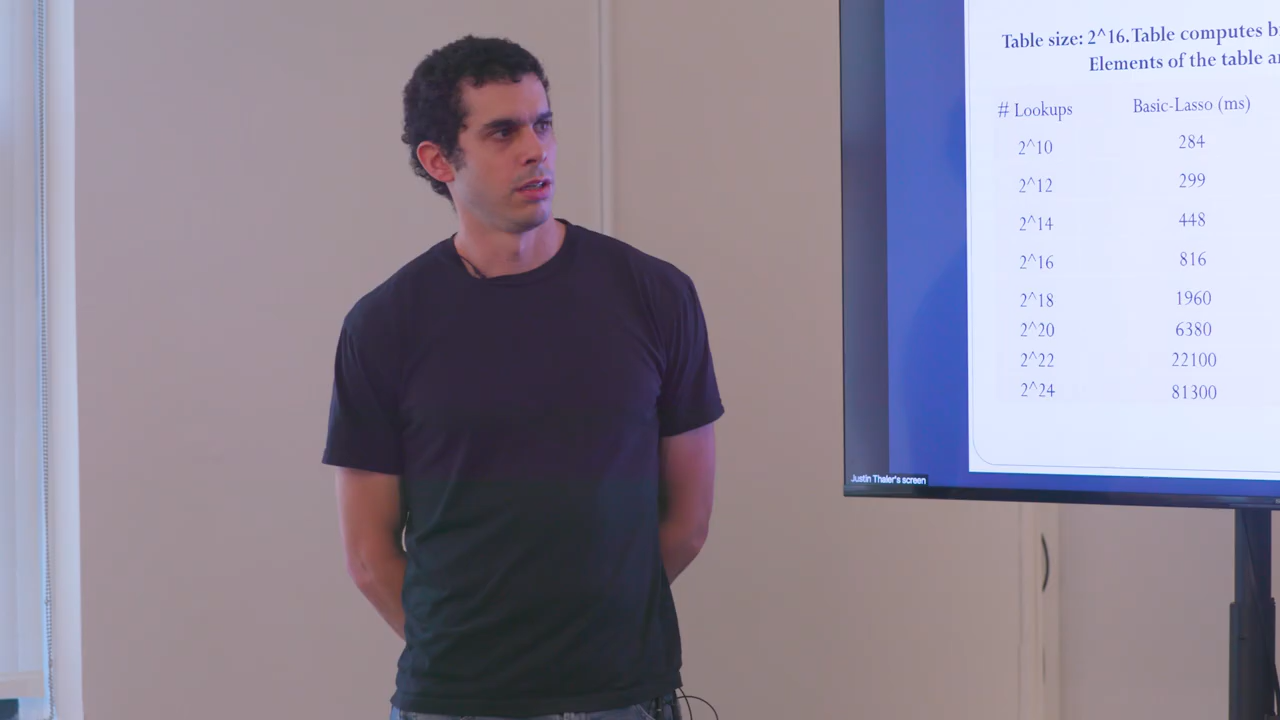 Table size: 2^16. Table computes
Elements of the table
# Lookups Basic-Lasso (ms)
2^10 284
2^12 299
2^14 448
2^16 816
2^18 1960
2^20 6380
2^22 22100
2^24 81300
Justin Thaler's screen